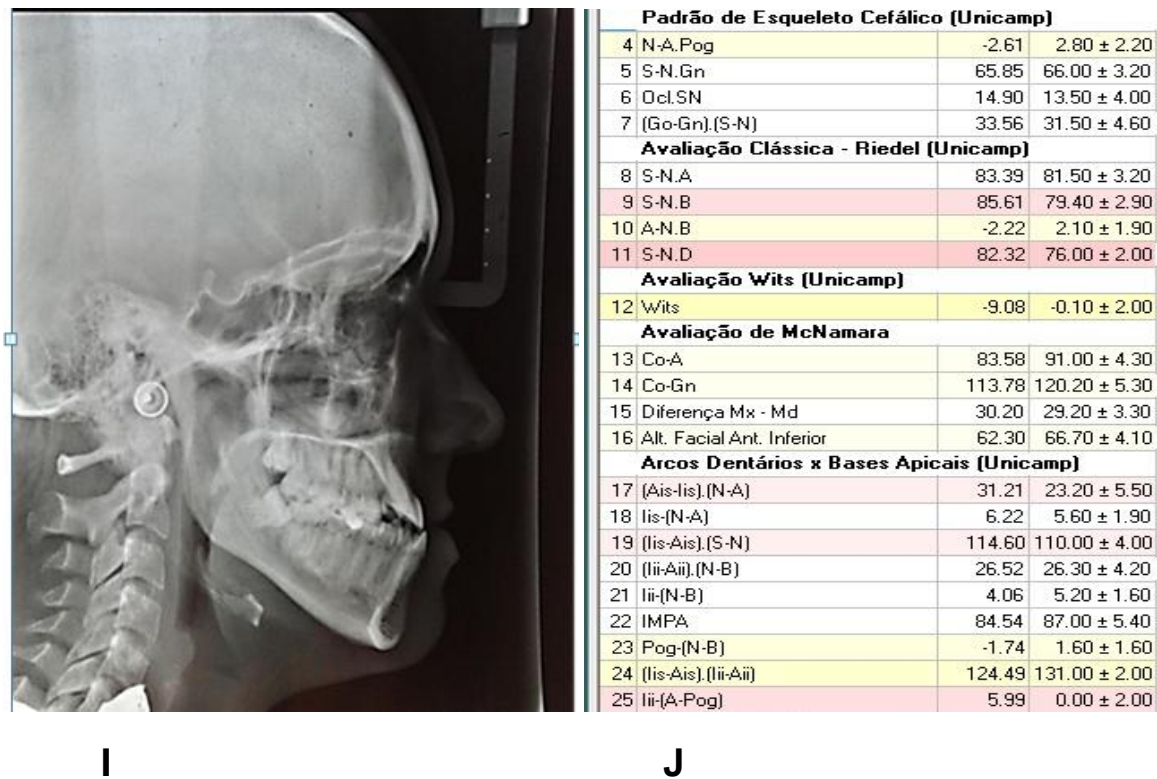 Padrão de Esqueleto Cefálico (Unicamp)
4 N-A.Pog -2.61 2.80 ± 2.20
5 S-N.Gn 65.85 66.00 ± 3.20
6 Ocl.SN 14.90 13.50 ± 4.00
7 (Go-Gn).(S-N) 33.56 31.50 ± 4.60
Avaliação Clássica - Riedel (Unicamp)
8 S-N.A 83.39 81.50 ± 3.20
9 S-N.B 85.61 79.40 ± 2.90
10 A-N.B -2.22 2.10 ± 1.90
11 S-N.D 82.32 76.00 ± 2.00
Avaliação Wits (Unicamp)
12 Wits -9.08 -0.10 ± 2.00
Avaliação de McNamara
13 Co-A 83.58 91.00 ± 4.30
14 Co-Gn 113.78 120.20 ± 5.30
15 Diferença Mx - Md 30.20 29.20 ± 3.30
16 Alt. Facial Ant. Inferior 62.30 66.70 ± 4.10
Arcos Dentários x Bases Apicais (Unicamp)
17 (Ais-Iis).(N-A) 31.21 23.20 ± 5.50
18 Iis-(N-A) 6.22 5.60 ± 1.90
19 (Iis-Ais).(S-N) 114.60 110.00 ± 4.00
20 (Iii-Aii).(N-B) 26.52 26.30 ± 4.20
21 Iii-(N-B) 4.06 5.20 ± 1.60
22 IMPA 84.54 87.00 ± 5.40
23 Pog-(N-B) -1.74 1.60 ± 1.60
24 (Iis-Ais).(Iii-Aii) 124.49 131.00 ± 2.00
25 Iii-(A-Pog) 5.99 0.00 ± 2.00
I J